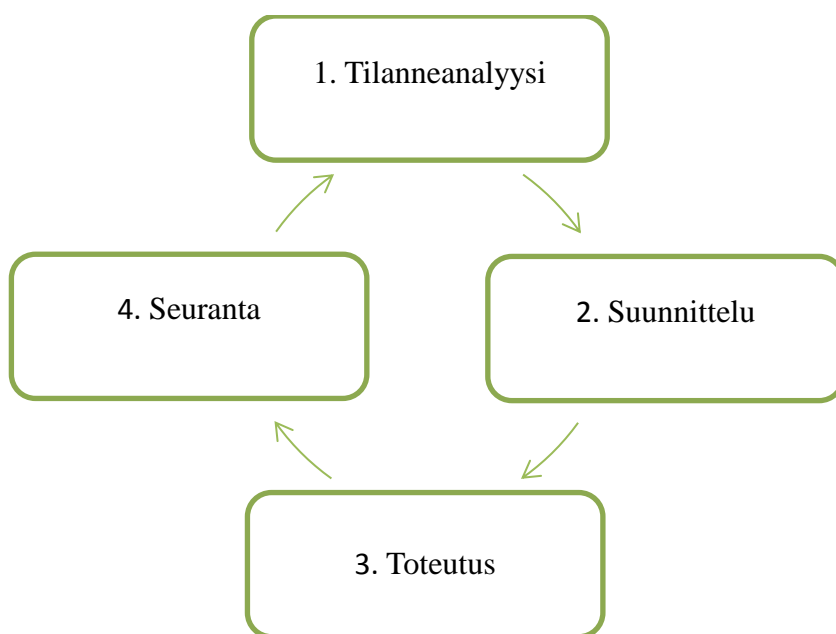 1. Tilanneanalyysi
2. Suunnittelu
3. Toteutus
4. Seuranta